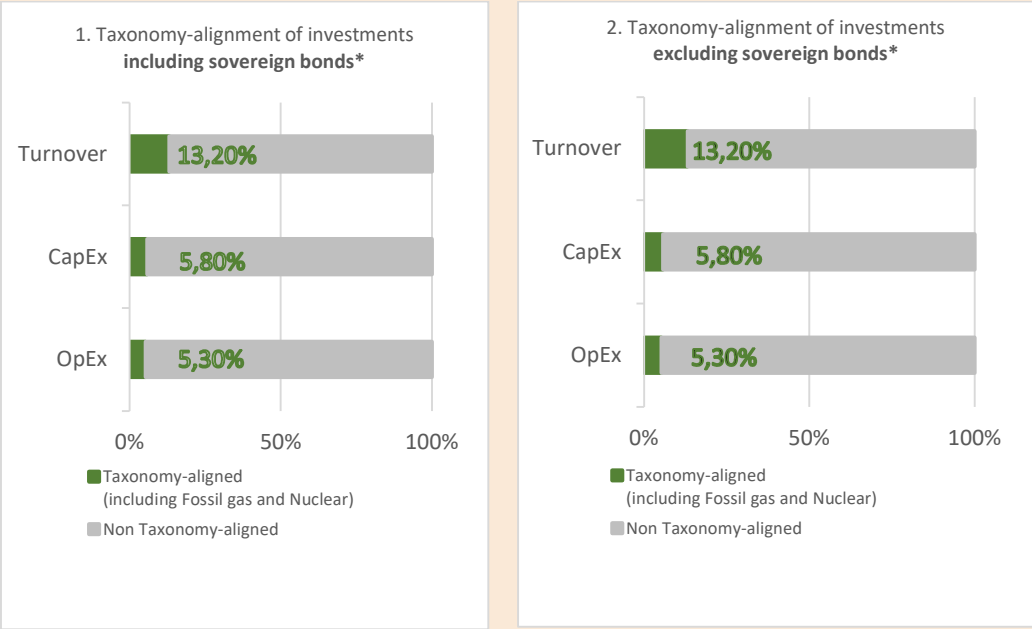 1. Taxonomy-alignment of investments
including sovereign bonds*
Turnover
13,20%
CapEx
5,80%
OpEx
5,30%
0% 50% 100%
Taxonomy-aligned
(including Fossil gas and Nuclear)
Non Taxonomy-aligned
2. Taxonomy-alignment of investments
excluding sovereign bonds*
Turnover
13,20%
CapEx
5,80%
OpEx
5,30%
0% 50% 100%
Taxonomy-aligned
(including Fossil gas and Nuclear)
Non Taxonomy-aligned